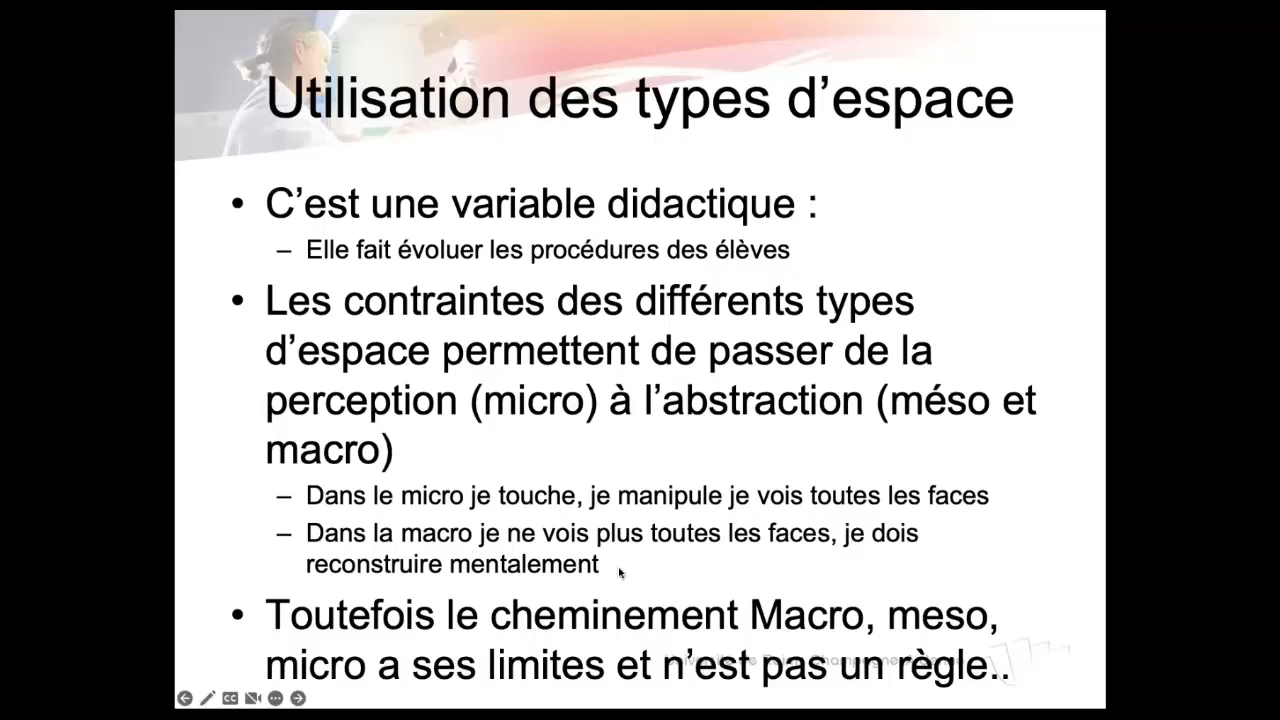 Utilisation des types d’espace
• C’est une variable didactique :
– Elle fait évoluer les procédures des élèves
• Les contraintes des différents types
d’espace permettent de passer de la
perception (micro) à l’abstraction (méso et
macro)
– Dans le micro je touche, je manipule je vois toutes les faces
– Dans la macro je ne vois plus toutes les faces, je dois
reconstruire mentalement
• Toutefois le cheminement Macro, meso,
micro a ses limites et n’est pas un règle..
CC